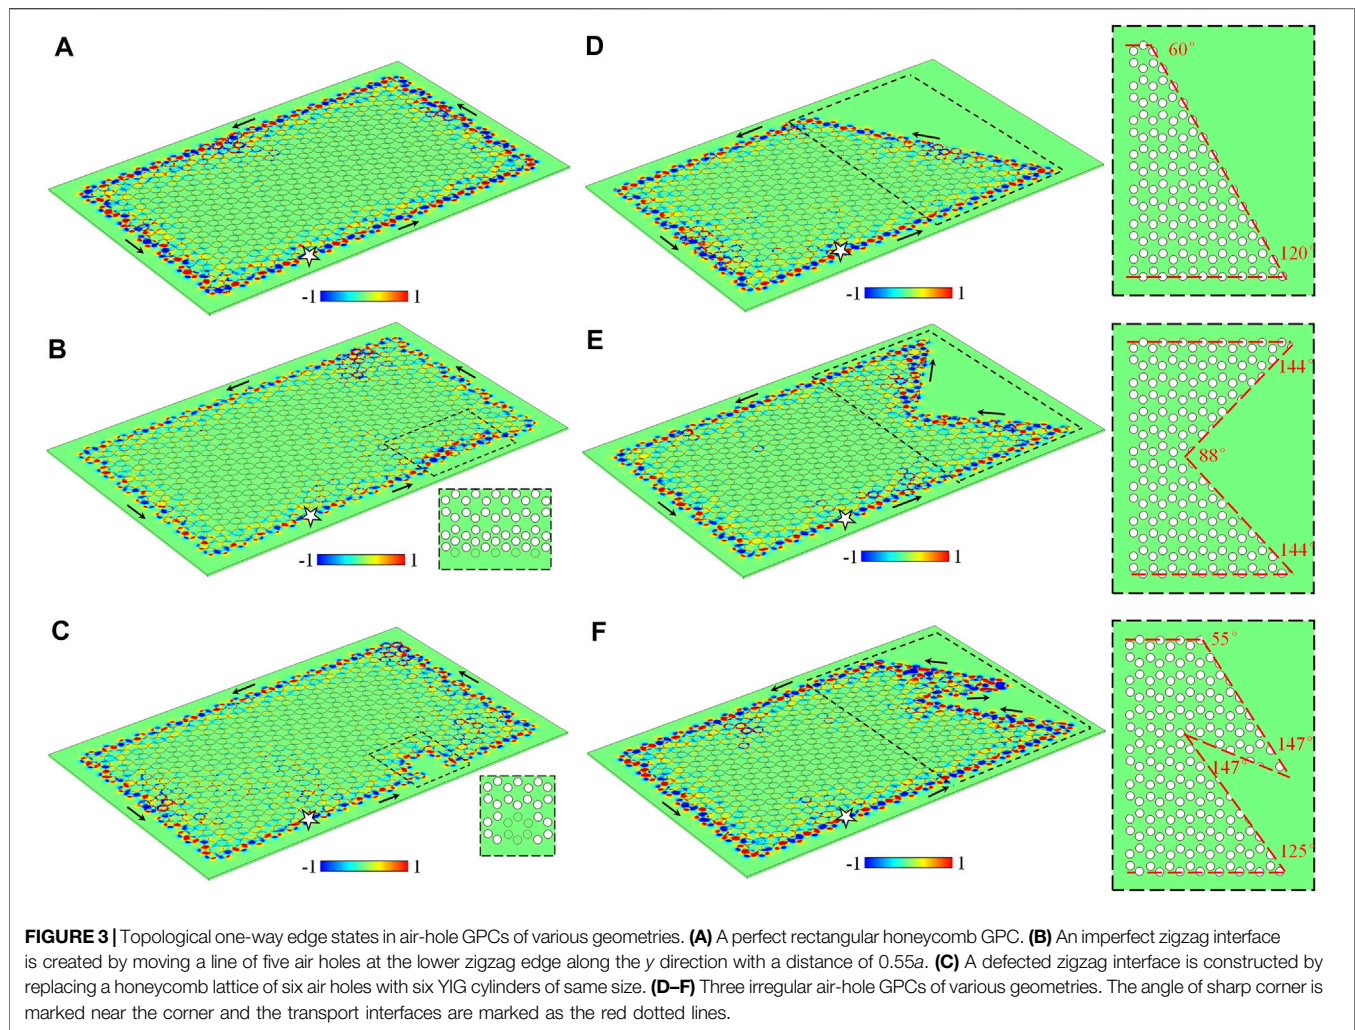 A
-1 1
D
-1 1
60°
120°
B
-1 1
E
-1 1
144°
88°
144°
C
-1 1
F
-1 1
55°
147°
147°
125°
FIGURE 3 | Topological one-way edge states in air-hole GPCs of various geometries. (A) A perfect rectangular honeycomb GPC. (B) An imperfect zigzag interface
is created by moving a line of five air holes at the lower zigzag edge along the y direction with a distance of 0.55a. (C) A defected zigzag interface is constructed by
replacing a honeycomb lattice of six air holes with six YIG cylinders of same size. (D–F) Three irregular air-hole GPCs of various geometries. The angle of sharp corner is
marked near the corner and the transport interfaces are marked as the red dotted lines.